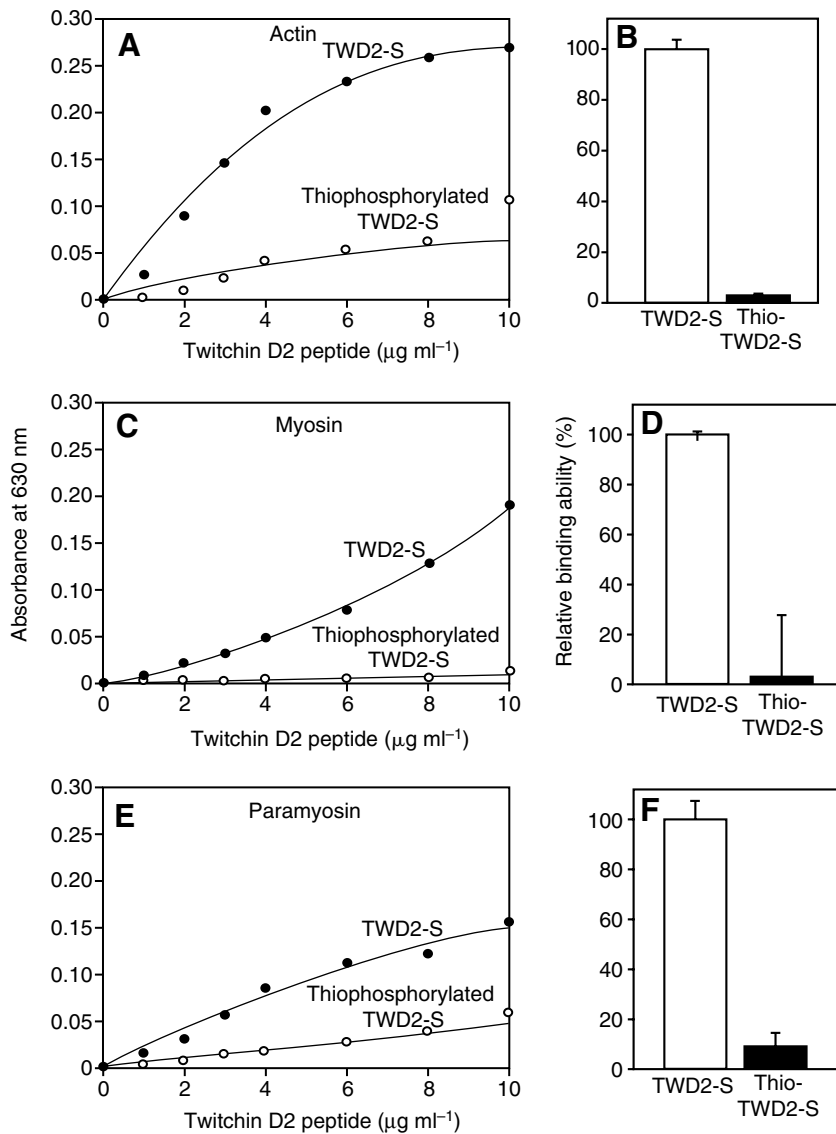 A
Actin
TWD2-S
0.30
0.25
0.20
0.15
0.10
0.05
0
Thiophosphorylated
TWD2-S
0 2 4 6 8 10
Twitchin D2 peptide (μg ml–1)
B
100
80
60
40
20
0
TWD2-S
Thio-
TWD2-S
Absorbance at 630 nm
C
Myosin
0.30
0.25
0.20
0.15
0.10
0.05
0
TWD2-S
Thiophosphorylated
TWD2-S
0 2 4 6 8 10
Twitchin D2 peptide (μg ml–1)
Relative binding ability (%)
D
100
80
60
40
20
0
TWD2-S
Thio-
TWD2-S
E
Paramyosin
0.30
0.25
0.20
0.15
0.10
0.05
0
TWD2-S
Thiophosphorylated
TWD2-S
0 2 4 6 8 10
Twitchin D2 peptide (μg ml–1)
F
100
80
60
40
20
0
TWD2-S
Thio-
TWD2-S